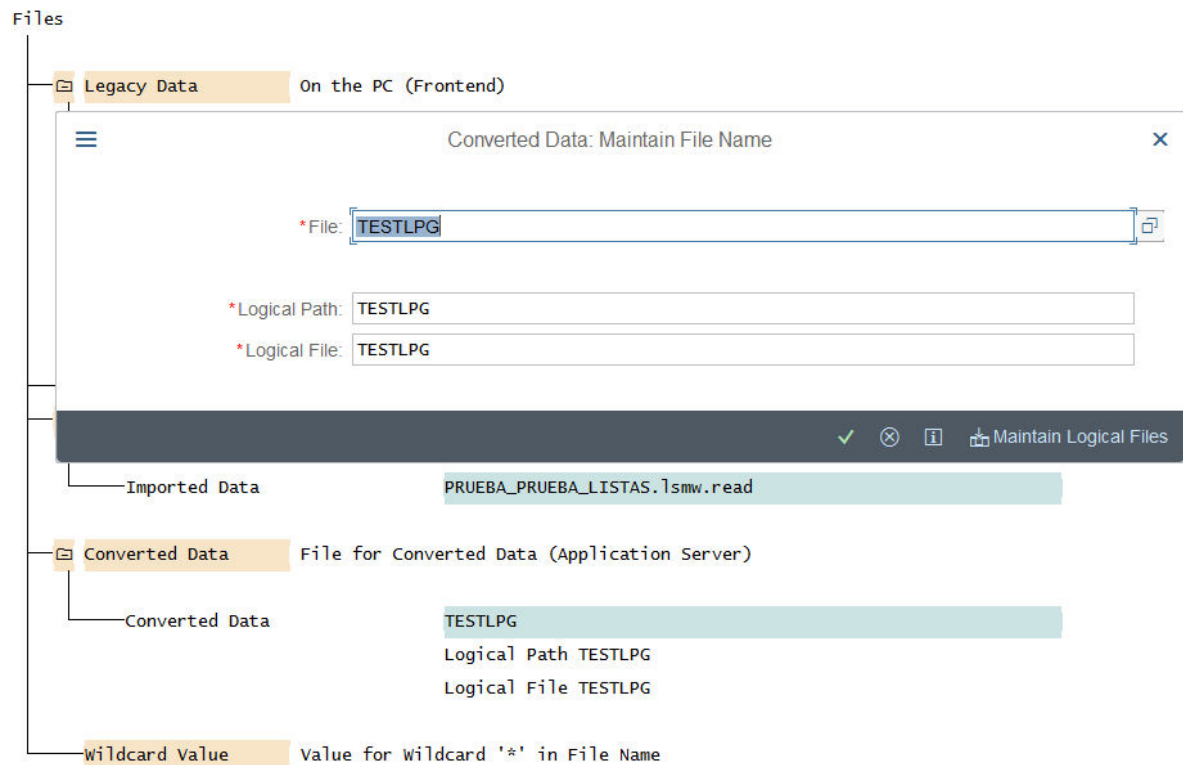 Files
Legacy Data On the PC (Frontend)
Converted Data: Maintain File Name
*File: TESTLPG
*Logical Path: TESTLPG
*Logical File: TESTLPG
Maintain Logical Files
Imported Data PRUEBA_PRUEBA_LISTAS.lsmw.read
Converted Data File for Converted Data (Application Server)
Converted Data TESTLPG
Logical Path TESTLPG
Logical File TESTLPG
Wildcard Value Value for Wildcard '*' in File Name